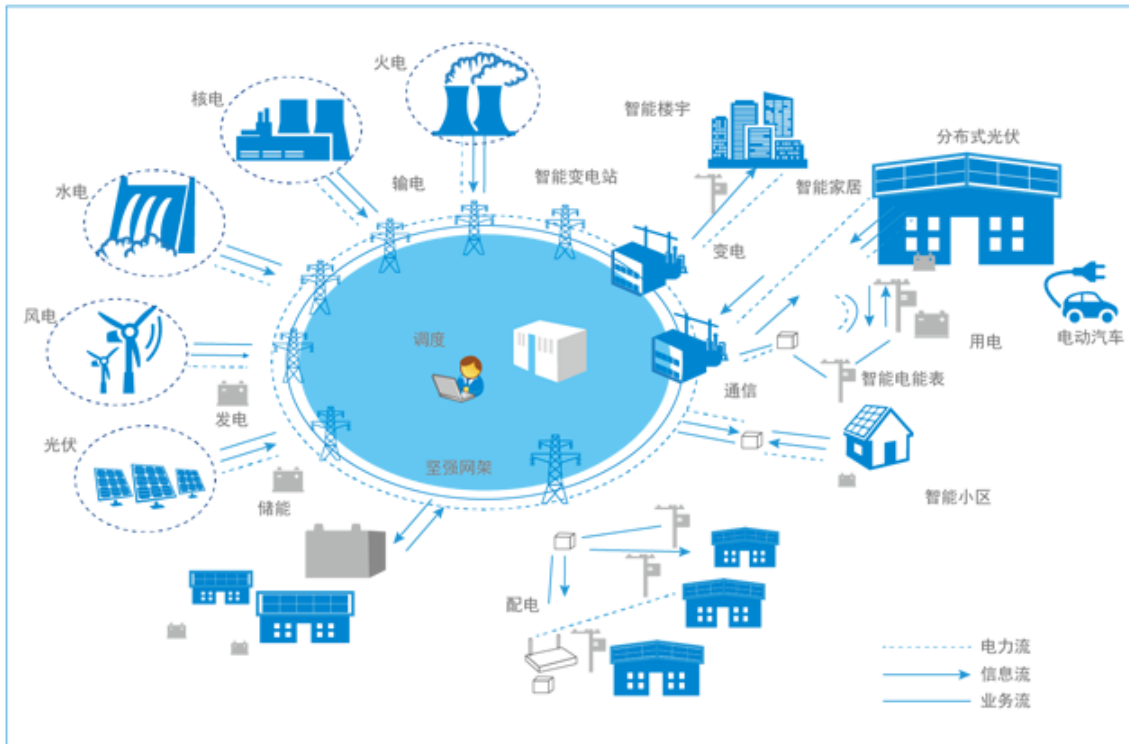 火电
核电
智能楼宇
分布式光伏
水电
输电
智能变电站
智能家居
变电
风电
调度
用电
电动汽车
通信
智能电能表
发电
光伏
坚强网架
智能小区
储能
配电
电力流
信息流
业务流